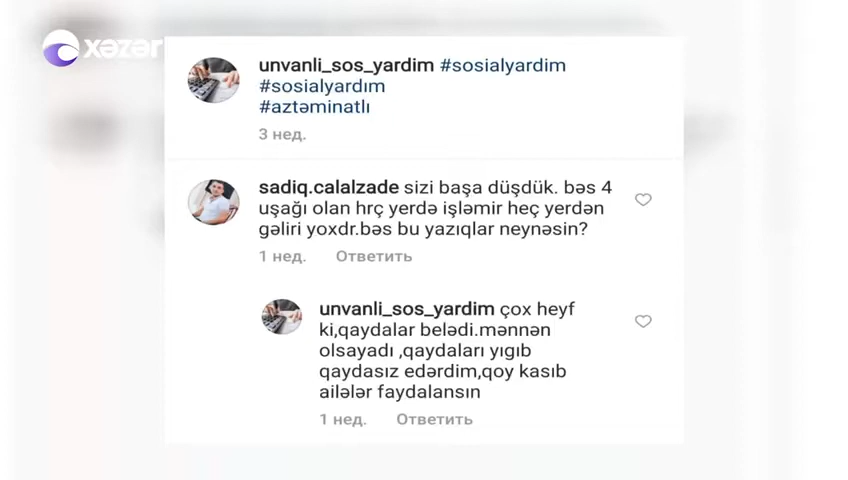 xəzər
unvanli_sos_yardim #sosialyardim
#sosialyardım
#aztəminatlı
3 нед.
sadiq.calalzade sizi başa düşdük. bəs 4
uşağı olan hrç yerdə işləmir heç yerdən
gəliri yoxdr.bəs bu yazıqlar neynəsin?
1 нед. Ответить
unvanli_sos_yardim çox heyf
ki,qaydalar belədi.mənnən
olsayadı ,qaydaları yıgıb
qaydasız edərdim,qoy kasıb
ailələr faydalansın
1 нед. Ответить